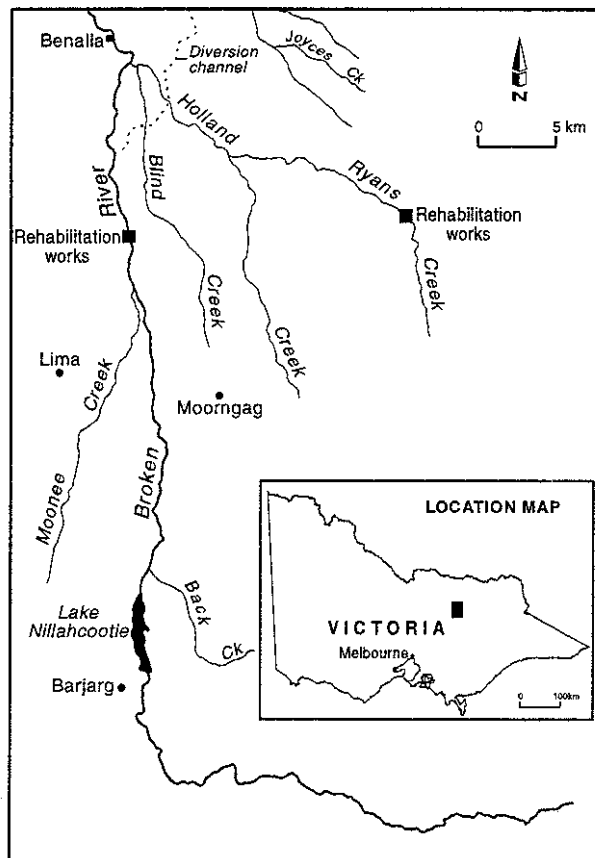 Benalla
Diversion
channel
Joyces
Ck
N
0 5 km
Holland
Ryans
Blind
River
Rehabilitation
works
Rehabilitation
works
Creek
Creek
Creek
Lima
Creek
Moorngag
Moonee
Broken
LOCATION MAP
Back
Ck
Lake
Nillahcootie
VICTORIA
Melbourne
Barjarg
0 100km